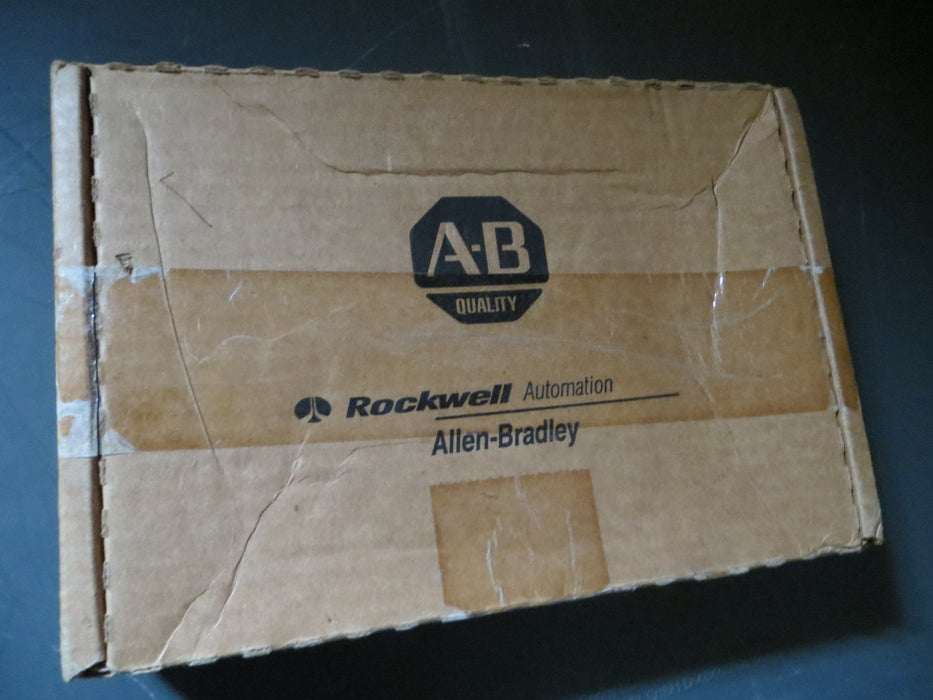 A-B
QUALITY
Rockwell Automation
Allen-Bradley